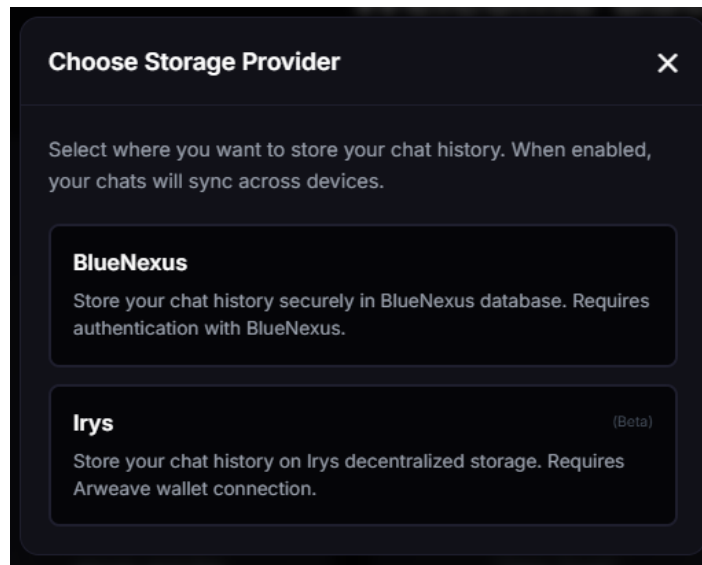 Choose Storage Provider
Select where you want to store your chat history. When enabled,
your chats will sync across devices.
BlueNexus
Store your chat history securely in BlueNexus database. Requires
authentication with BlueNexus.
Irys
(Beta)
Store your chat history on Irys decentralized storage. Requires
Arweave wallet connection.